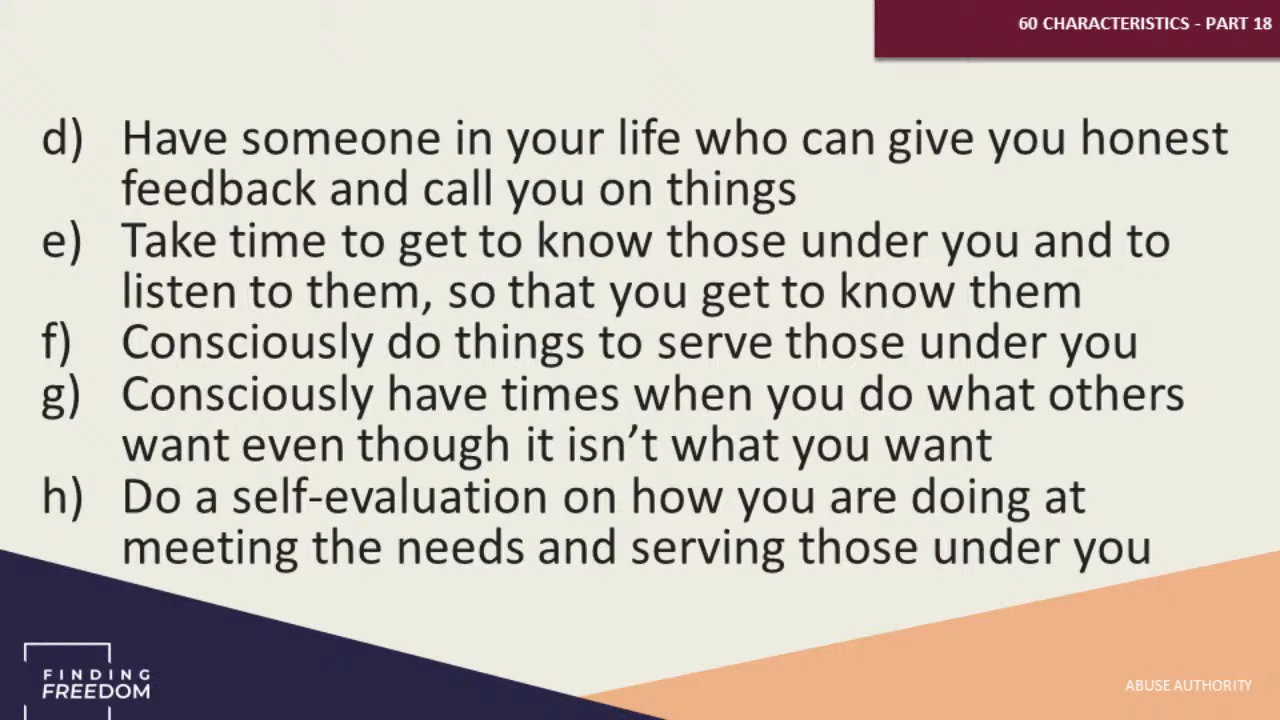 60 CHARACTERISTICS - PART 18
d) Have someone in your life who can give you honest
feedback and call you on things
e) Take time to get to know those under you and to
listen to them, so that you get to know them
f) Consciously do things to serve those under you
g) Consciously have times when you do what others
want even though it isn’t what you want
h) Do a self-evaluation on how you are doing at
meeting the needs and serving those under you
FINDING
FREEDOM
ABUSE AUTHORITY